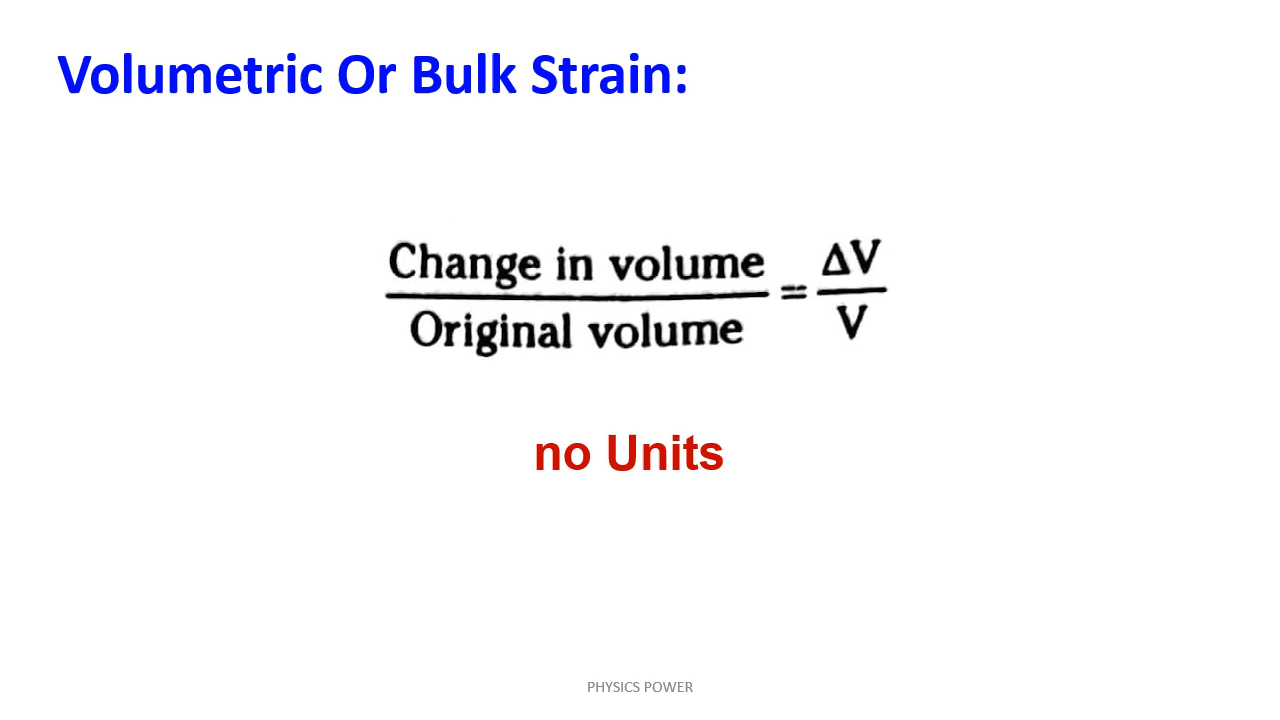 Volumetric Or Bulk Strain:
Change in volume / Original volume = ΔV / V
no Units
PHYSICS POWER